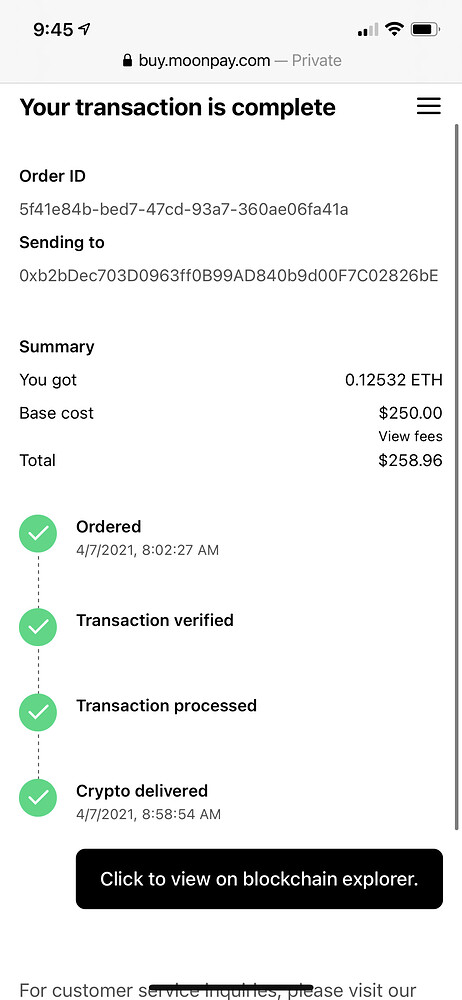 9:45
buy.moonpay.com — Private
Your transaction is complete
Order ID
5f41e84b-bed7-47cd-93a7-360ae06fa41a
Sending to
0xb2bDec703D0963ff0B99AD840b9d00F7C02826bE
Summary
You got 0.12532 ETH
Base cost $250.00
View fees
Total $258.96
Ordered
4/7/2021, 8:02:27 AM
Transaction verified
Transaction processed
Crypto delivered
4/7/2021, 8:58:54 AM
Click to view on blockchain explorer.
For customer service inquiries, please visit our